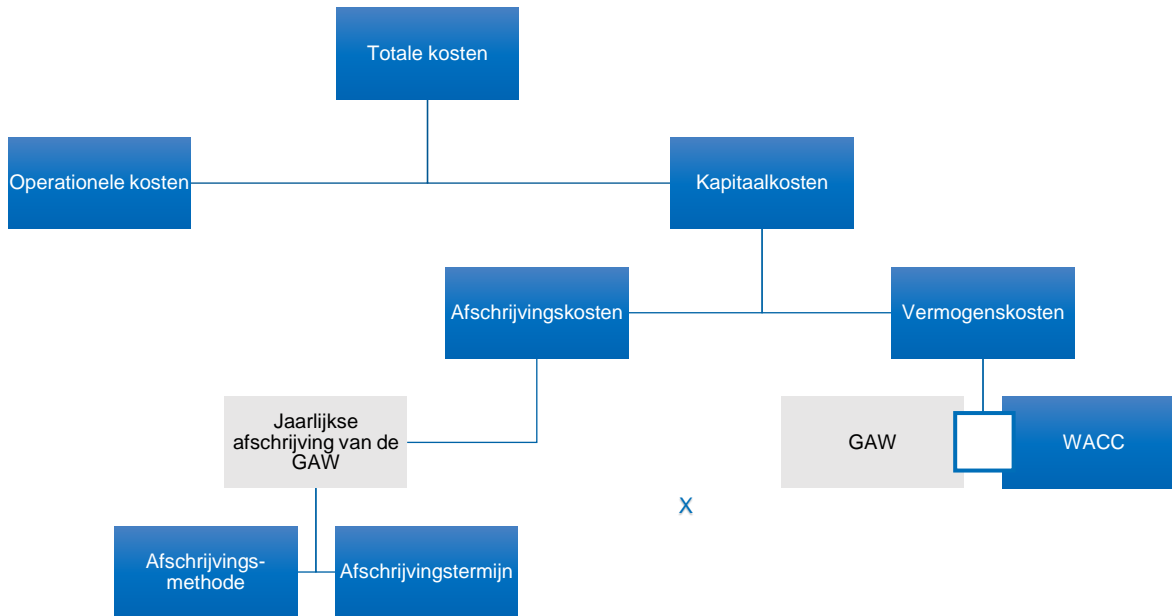 Totale kosten
Operationele kosten
Kapitaalkosten
Afschrijvingskosten
Vermogenskosten
Jaarlijkse
afschrijving van de
GAW
GAW
WACC
X
Afschrijvings-
methode
Afschrijvingstermijn